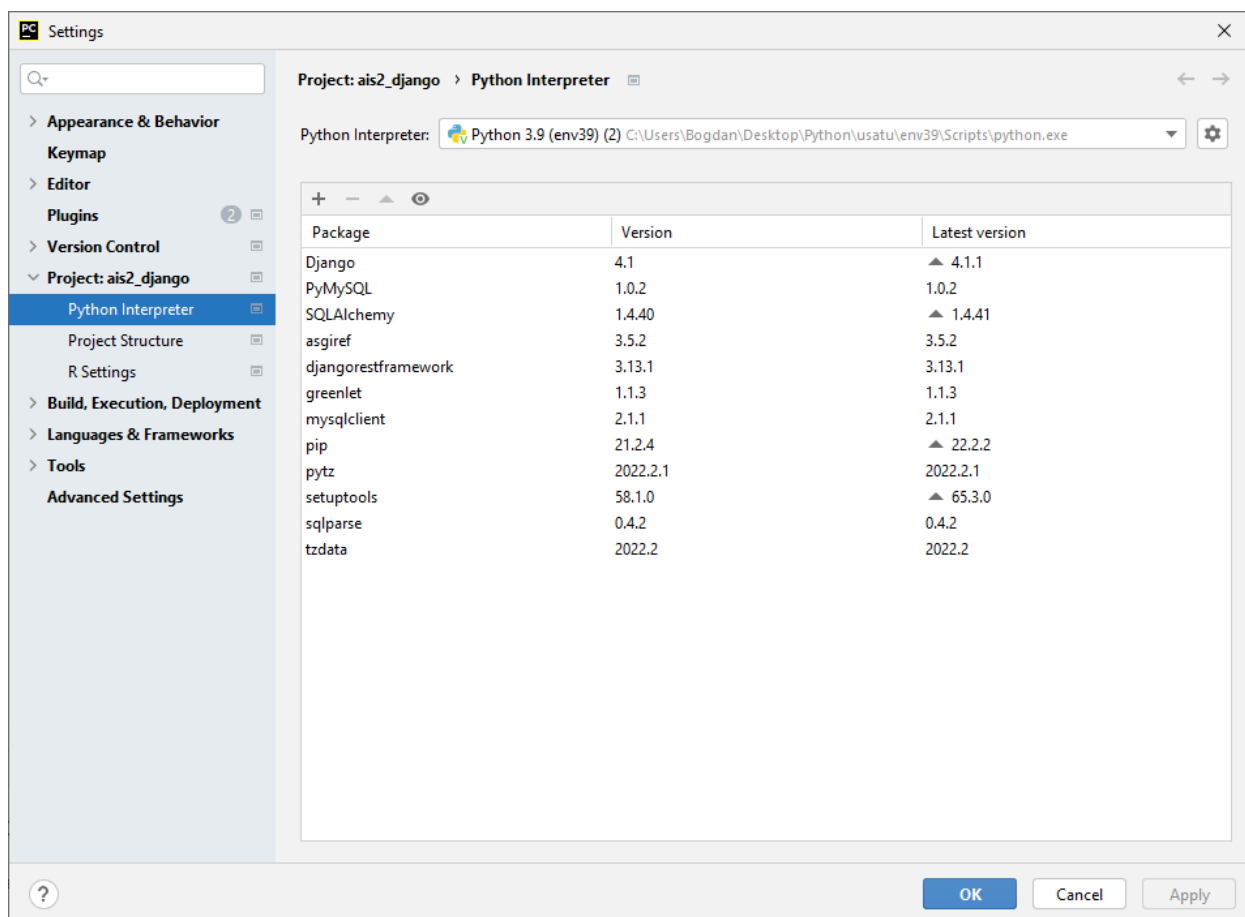 PC Settings
Project: ais2_django > Python Interpreter
Appearance & Behavior
Keymap
Editor
Plugins 2
Version Control
Project: ais2_django
Python Interpreter
Project Structure
R Settings
Build, Execution, Deployment
Languages & Frameworks
Tools
Advanced Settings
Python Interpreter: Python 3.9 (env39) (2) C:\Users\Bogdan\Desktop\Python\usatu\env39\Scripts\python.exe
Package Version Latest version
Django 4.1 4.1.1
PyMySQL 1.0.2 1.0.2
SQLAlchemy 1.4.40 1.4.41
asgiref 3.5.2 3.5.2
djangorestframework 3.13.1 3.13.1
greenlet 1.1.3 1.1.3
mysqlclient 2.1.1 2.1.1
pip 21.2.4 22.2.2
pytz 2022.2.1 2022.2.1
setuptools 58.1.0 65.3.0
sqlparse 0.4.2 0.4.2
tzdata 2022.2 2022.2
? OK Cancel Apply